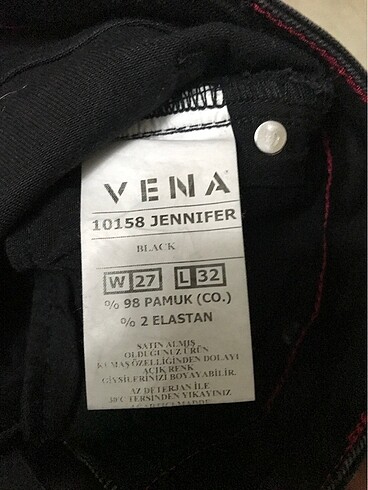 VENA
10158 JENNIFER
BLACK
W 27 L 32
% 98 PAMUK (CO.)
% 2 ELASTAN
SATIN ALMIŞ
OLDUĞUNUZ ÜRÜN
KUMAŞ ÖZELLİĞİNDEN DOLAYI
AÇIK RENK
GİYSİLERİNİZİ BOYAYABİLİR.
AZ DETERJAN İLE
30°C TERSİNDEN YIKAYINIZ